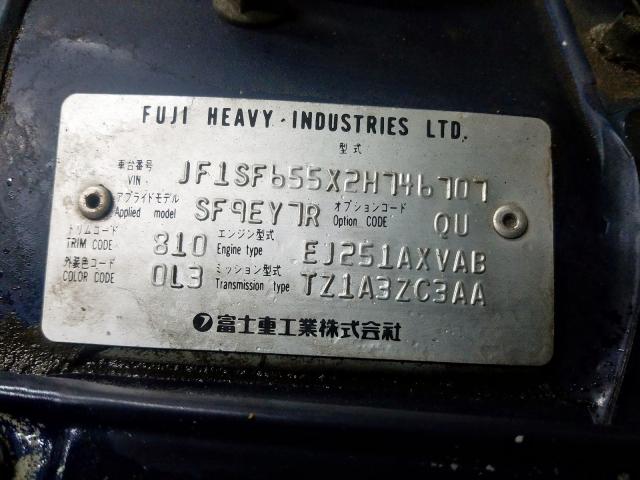 FUJI HEAVY INDUSTRIES LTD.
型式
車台番号 VIN JF1SF655X2H746707
アプライドモデル Applied model SF9EY7R オプションコード Option CODE QU
トリムコード TRIM CODE 810 エンジン型式 Engine type EJ251AXVAB
外装色コード COLOR CODE 0L3 ミッション型式 Transmission type TZ1A3ZC3AA
富士重工業株式会社